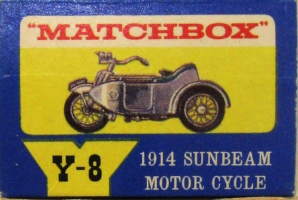 "MATCHBOX"
Y-8
1914 SUNBEAM
MOTOR CYCLE